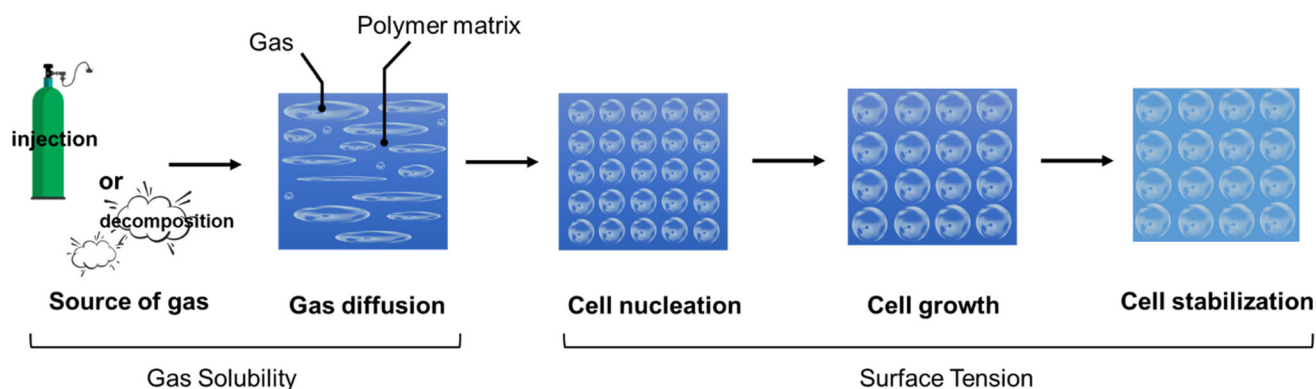 Gas
Polymer matrix
injection
or
decomposition
Source of gas
Gas diffusion
Cell nucleation
Cell growth
Cell stabilization
Gas Solubility
Surface Tension